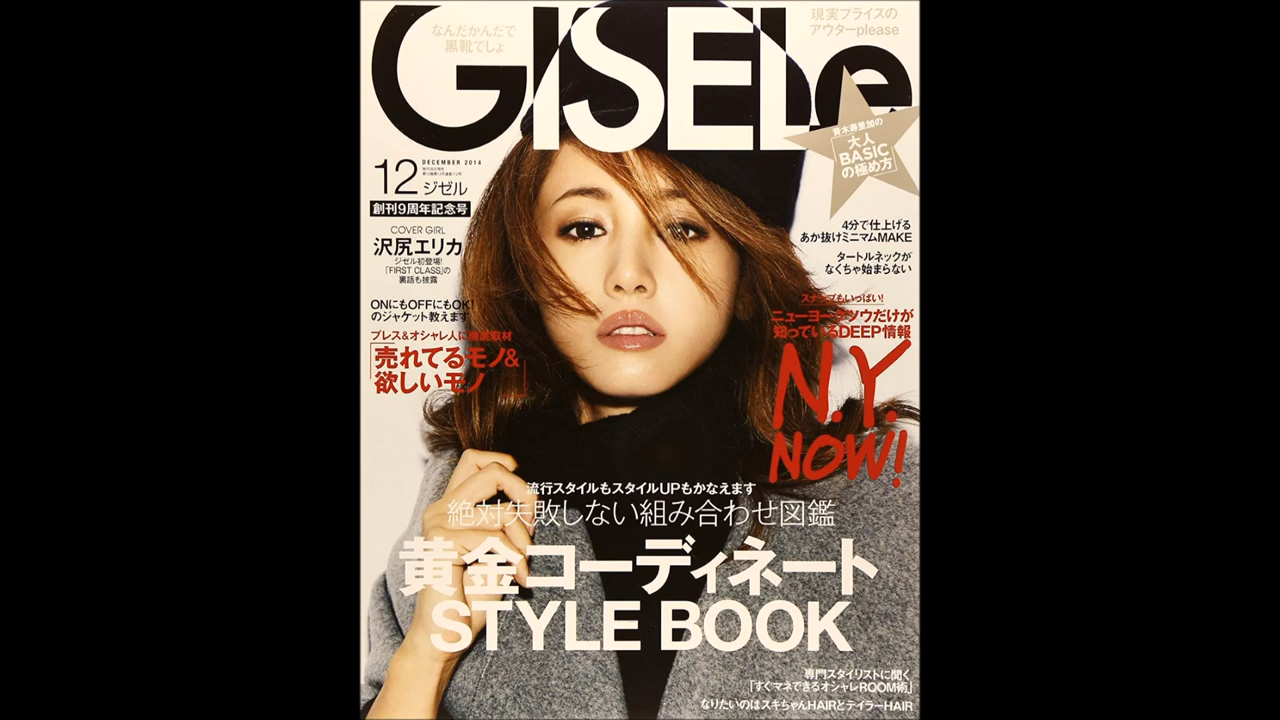 GISELe
なんだかんだで
黒靴でしょ
現実プライスの
アウターplease
青木寿里加の
「大人
BASIC
の極め方」
12
DECEMBER 2014
ジゼル
創刊9周年記念号
COVER GIRL
沢尻エリカ
ジゼル初登場!
「FIRST CLASS」の
裏話も披露
4分で仕上げる
あか抜けミニマムMAKE
タートルネックが
なくちゃ始まらない
ONにもOFFにもOK!
のジャケット教えます
プレス&オシャレ人に徹底取材
「売れてるモノ&
欲しいモノ」
スナップもいっぱい!
ニューヨークツウだけが
知っているDEEP情報
N.Y.
NOW!
流行スタイルもスタイルUPもかなえます
絶対失敗しない組み合わせ図鑑
黄金コーディネート
STYLE BOOK
専門スタイリストに聞く
「すぐマネできるオシャレROOM術」
なりたいのはスキちゃんHAIRとテイラーHAIR